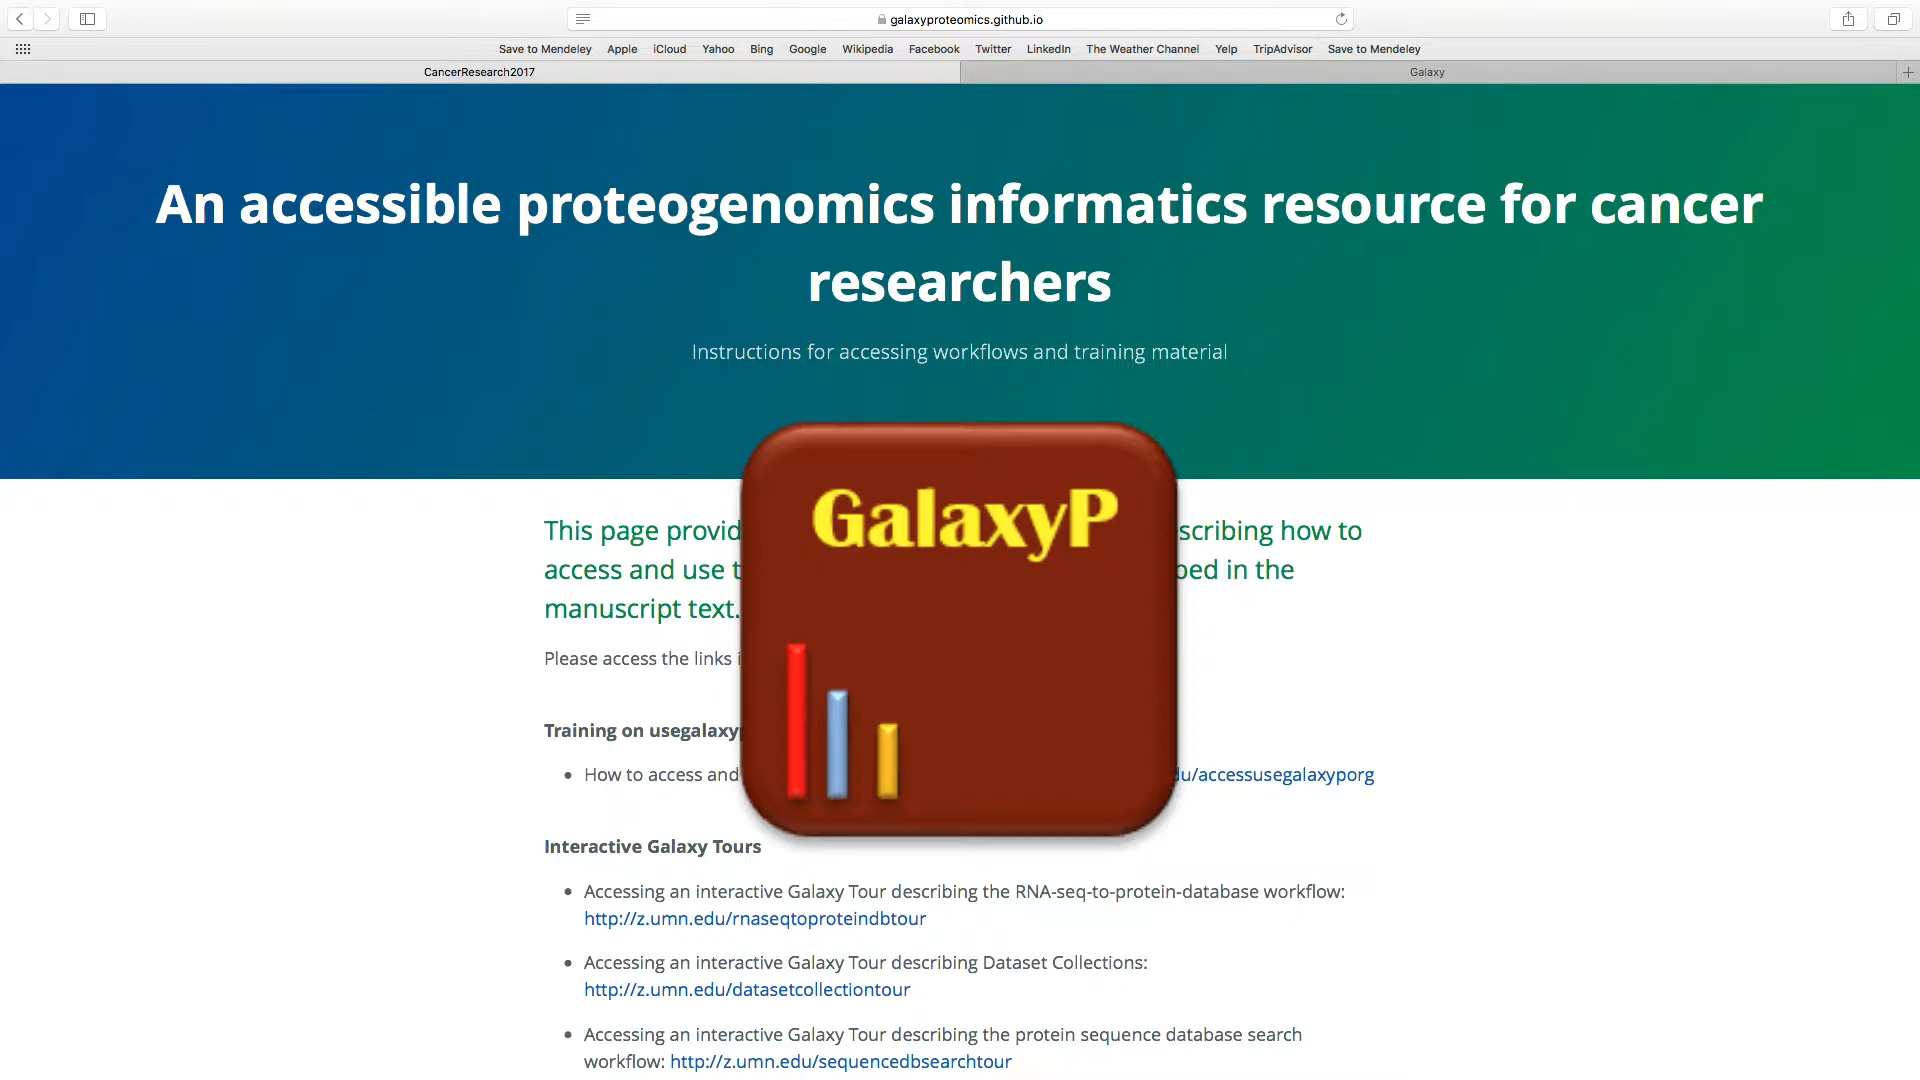 galaxyproteomics.github.io
Save to Mendeley Apple iCloud Yahoo Bing Google Wikipedia Facebook Twitter LinkedIn The Weather Channel Yelp TripAdvisor Save to Mendeley
CancerResearch2017 Galaxy
An accessible proteogenomics informatics resource for cancer
researchers
Instructions for accessing workflows and training material
GalaxyP
This page scribing how to
access and use in the
manuscript text.
Please access the links
Training on
How to access and du/accessusegalaxyporg
Interactive Galaxy Tours
Accessing an interactive Galaxy Tour describing the RNA-seq-to-protein-database workflow:
http://z.umn.edu/rnaseqtoproteindbtour
Accessing an interactive Galaxy Tour describing Dataset Collections:
http://z.umn.edu/datasetcollectiontour
Accessing an interactive Galaxy Tour describing the protein sequence database search
workflow: http://z.umn.edu/sequencedbsearchtour